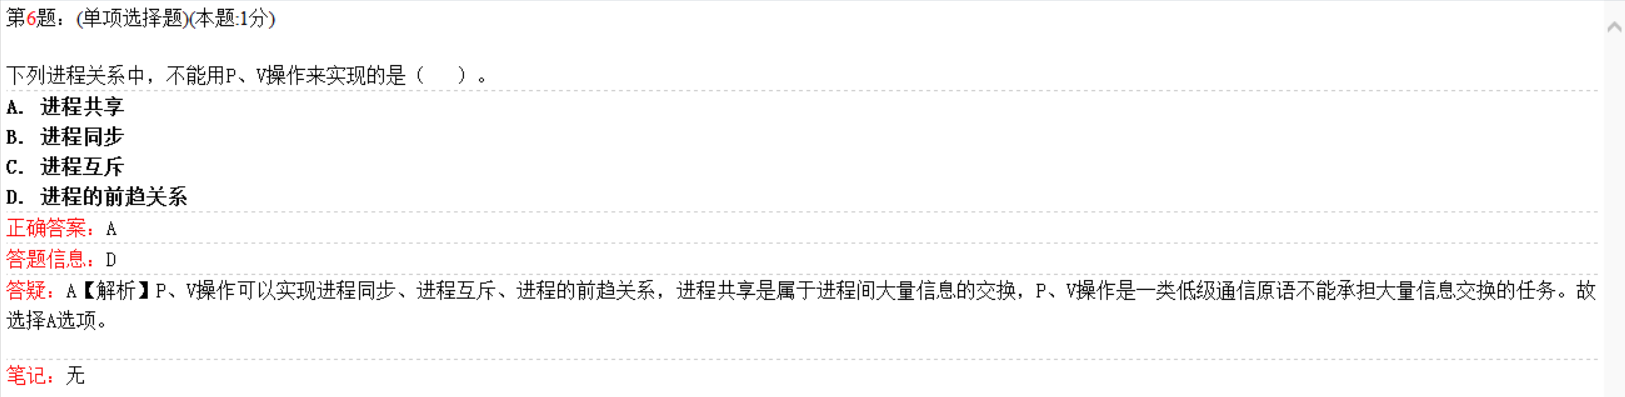 第6题：(单项选择题)(本题:1分)
下列进程关系中，不能用P、V操作来实现的是（  ）。
A. 进程共享
B. 进程同步
C. 进程互斥
D. 进程的前趋关系
正确答案：A
答题信息：D
答疑：A【解析】P、V操作可以实现进程同步、进程互斥、进程的前趋关系，进程共享是属于进程间大量信息的交换，P、V操作是一类低级通信原语不能承担大量信息交换的任务。故
选择A选项。
笔记：无